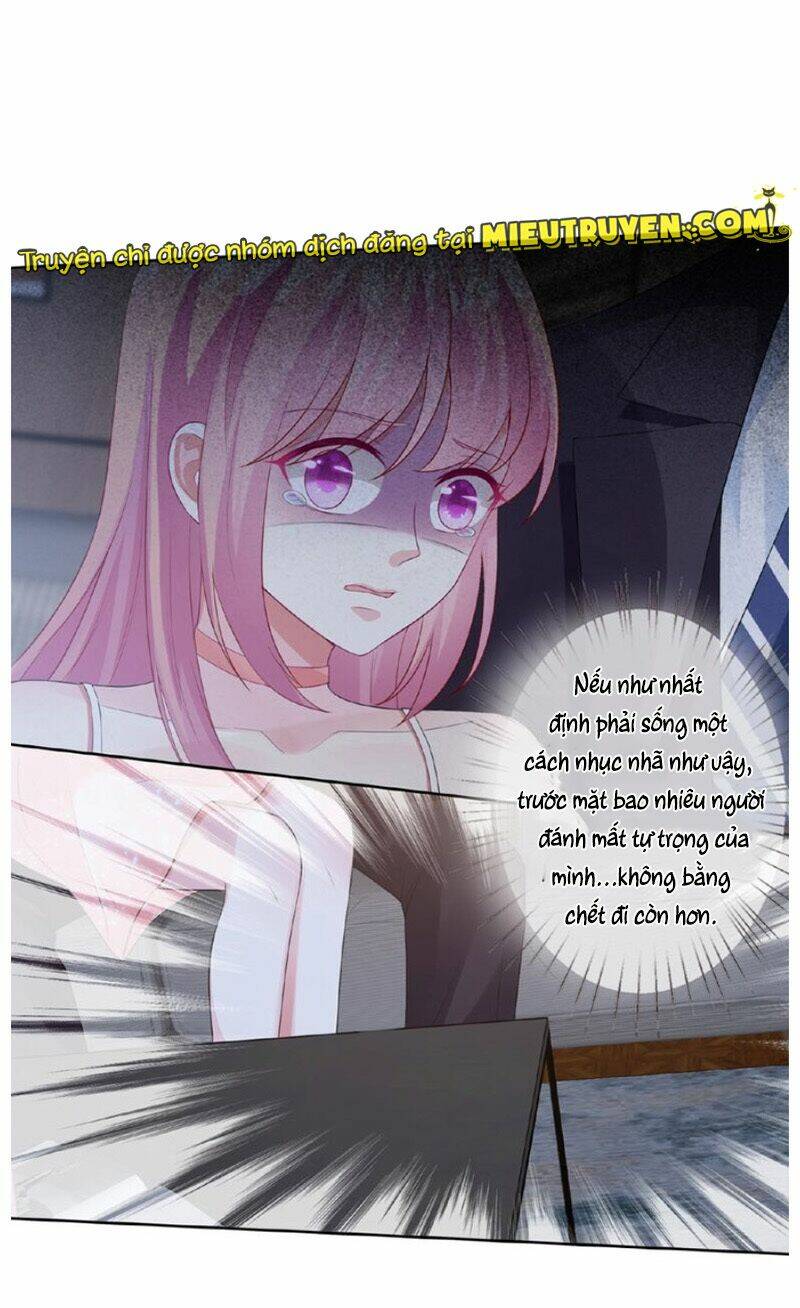 Truyện chỉ được nhóm dịch đăng tại MIEUTRUYEN.COM
Nếu như nhất
định phải sống một
cách nhục nhã như vậy,
trước mặt bao nhiêu người
đánh mất tự trọng của
mình...không bằng
chết đi còn hơn.